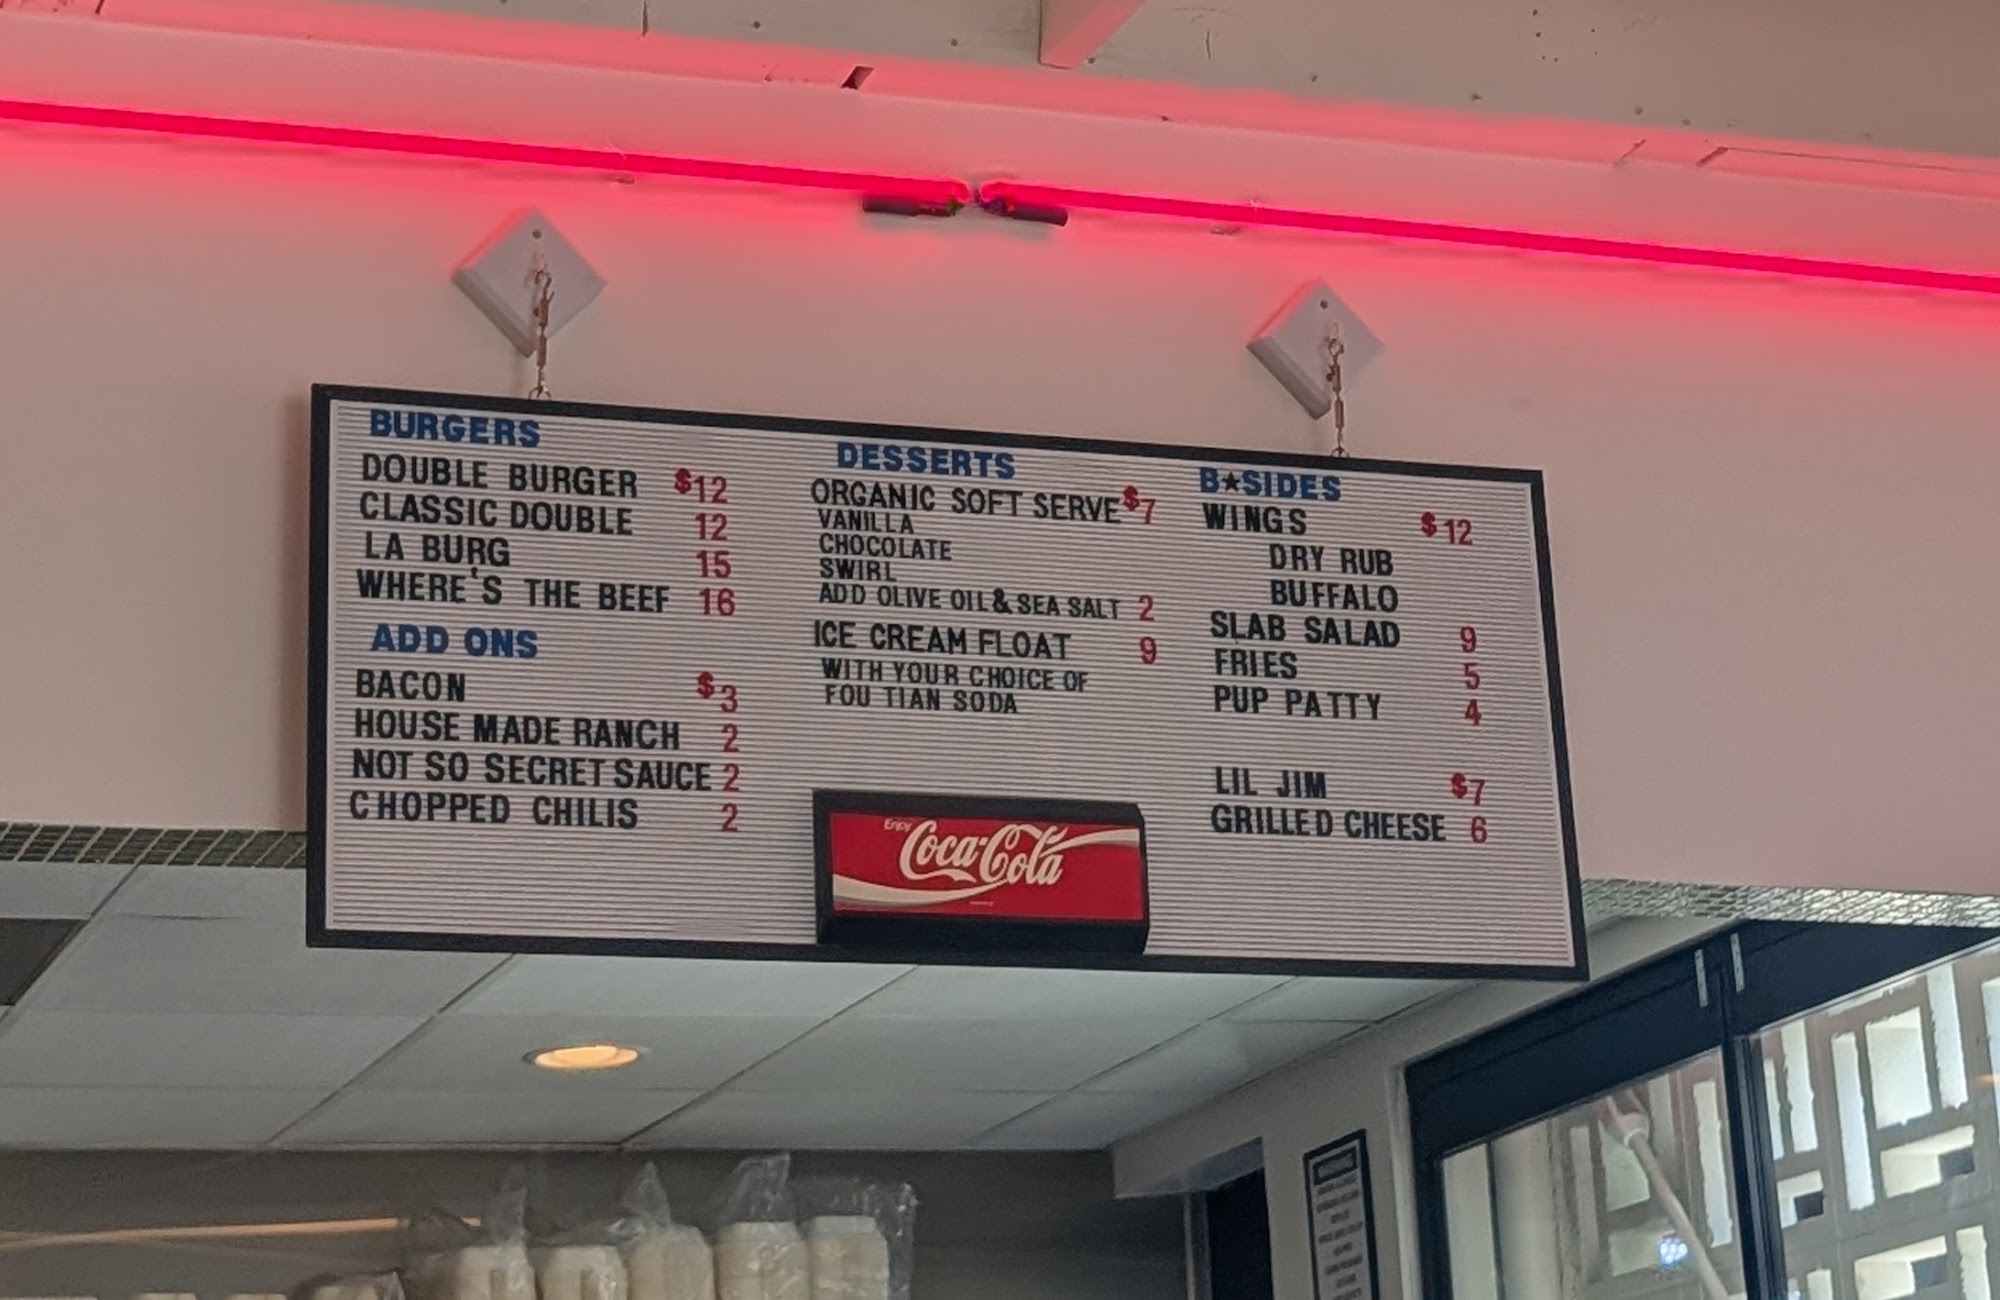 BURGERS
DOUBLE BURGER $12
CLASSIC DOUBLE 12
LA BURG 15
WHERE'S THE BEEF 16
ADD ONS
BACON $3
HOUSE MADE RANCH 2
NOT SO SECRET SAUCE 2
CHOPPED CHILIS 2
DESSERTS
ORGANIC SOFT SERVE $7
VANILLA
CHOCOLATE
SWIRL
ADD OLIVE OIL & SEA SALT 2
ICE CREAM FLOAT 9
WITH YOUR CHOICE OF
FOU TIAN SODA
Enjoy
Coca-Cola
B★SIDES
WINGS $12
DRY RUB
BUFFALO
SLAB SALAD 9
FRIES 5
PUP PATTY 4
LIL JIM $7
GRILLED CHEESE 6